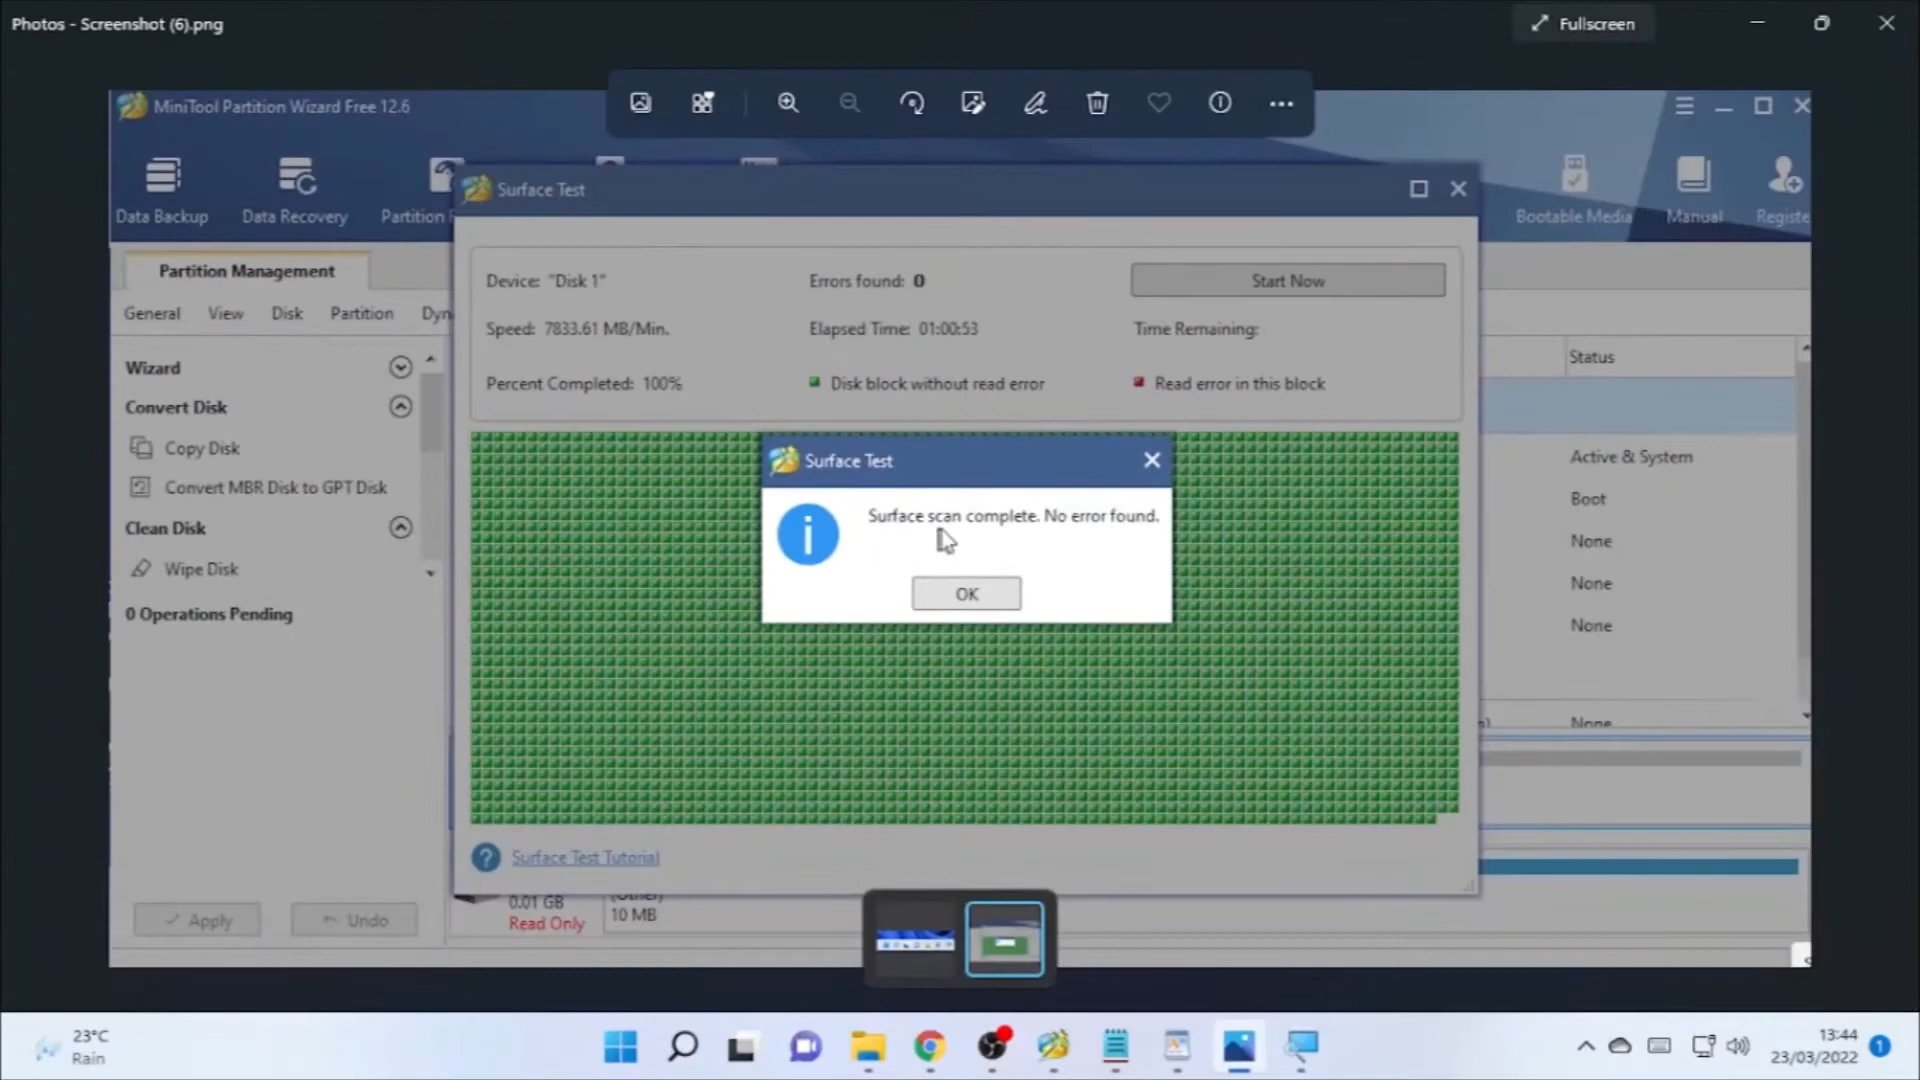 Photos - Screenshot (6).png
Fullscreen
MiniTool Partition Wizard Free 12.6
Data Backup
Data Recovery
Partition
Bootable Media
Manual
Registe
Surface Test
Partition Management
General
View
Disk
Partition
Dyn
Device: "Disk 1"
Errors found: 0
Start Now
Speed: 7833.61 MB/Min.
Elapsed Time: 01:00:53
Time Remaining:
Percent Completed: 100%
Disk block without read error
Read error in this block
Wizard
Convert Disk
Copy Disk
Convert MBR Disk to GPT Disk
Clean Disk
Wipe Disk
0 Operations Pending
Status
Active & System
Boot
None
None
None
None
Surface Test
Surface scan complete. No error found.
OK
Surface Test Tutorial
Apply
Undo
0.01 GB
Read Only
(Other)
10 MB
23°C
Rain
13:44
23/03/2022
1